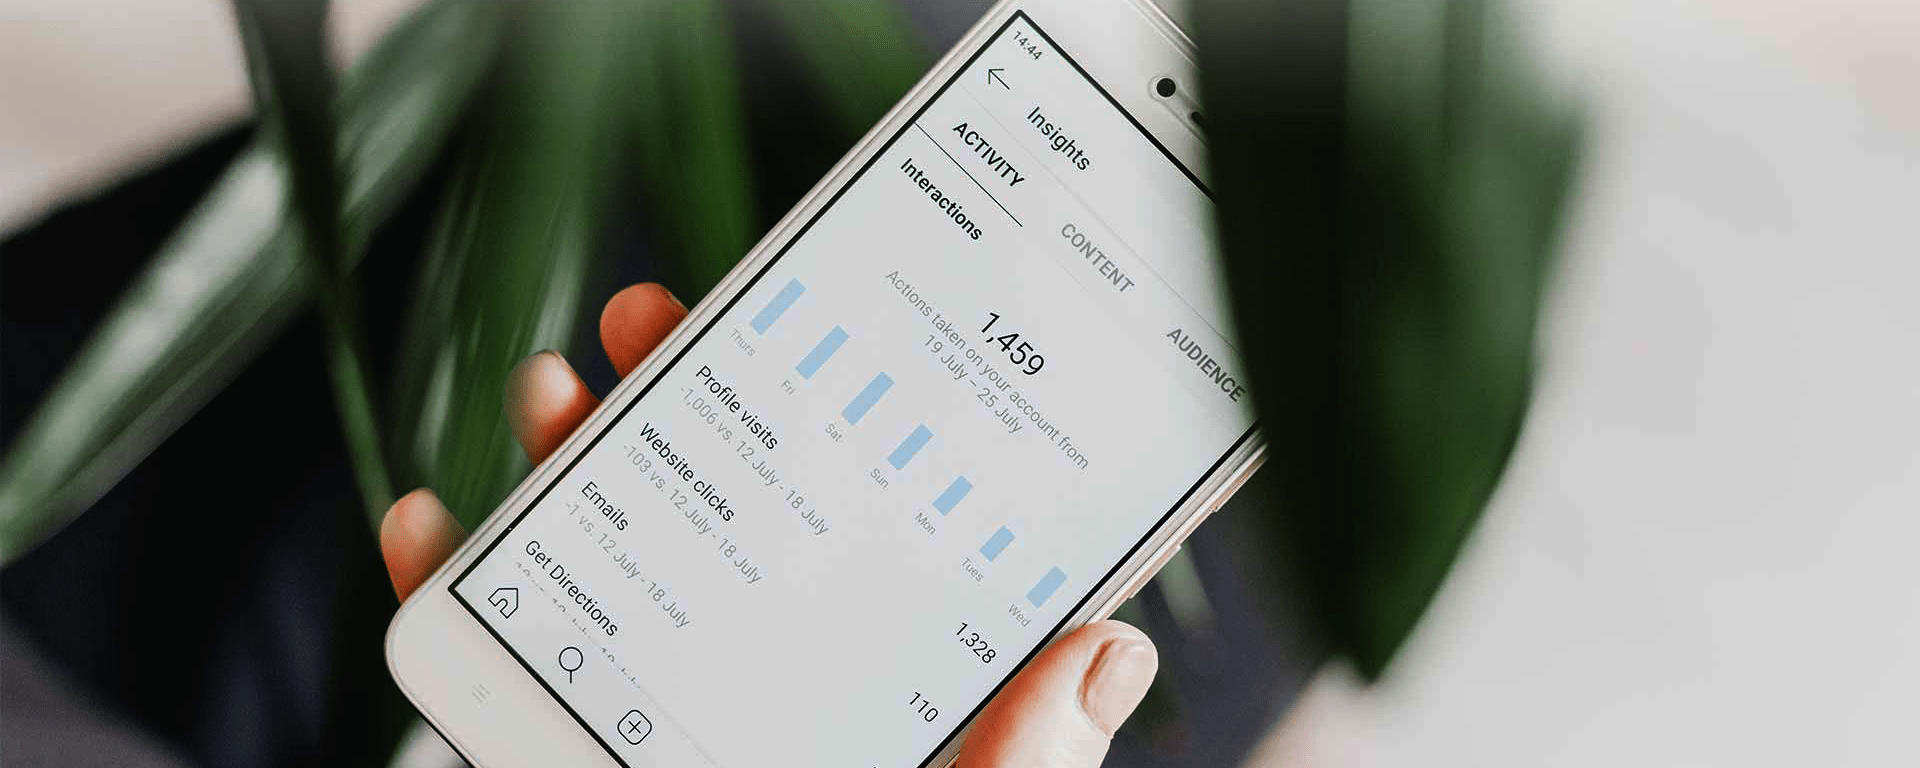 14:44
Insights
ACTIVITY
CONTENT
AUDIENCE
Interactions
1,459
Actions taken on your account from
19 July – 25 July
Thurs
Fri
Sat
Sun
Mon
Tues
Wed
Profile visits
1,328
-1,006 vs. 12 July - 18 July
Website clicks
110
-103 vs. 12 July - 18 July
Emails
-1 vs. 12 July - 18 July
Get Directions